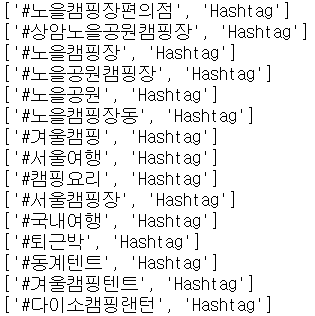 ['#노을캠핑장편의점', 'Hashtag']
['#상암노을공원캠핑장', 'Hashtag']
['#노을캠핑장', 'Hashtag']
['#노을공원캠핑장', 'Hashtag']
['#노을공원', 'Hashtag']
['#노을캠핑장동', 'Hashtag']
['#겨울캠핑', 'Hashtag']
['#서울여행', 'Hashtag']
['#캠핑요리', 'Hashtag']
['#서울캠핑장', 'Hashtag']
['#국내여행', 'Hashtag']
['#퇴근박', 'Hashtag']
['#동계텐트', 'Hashtag']
['#겨울캠핑텐트', 'Hashtag']
['#다이소캠핑랜턴', 'Hashtag']